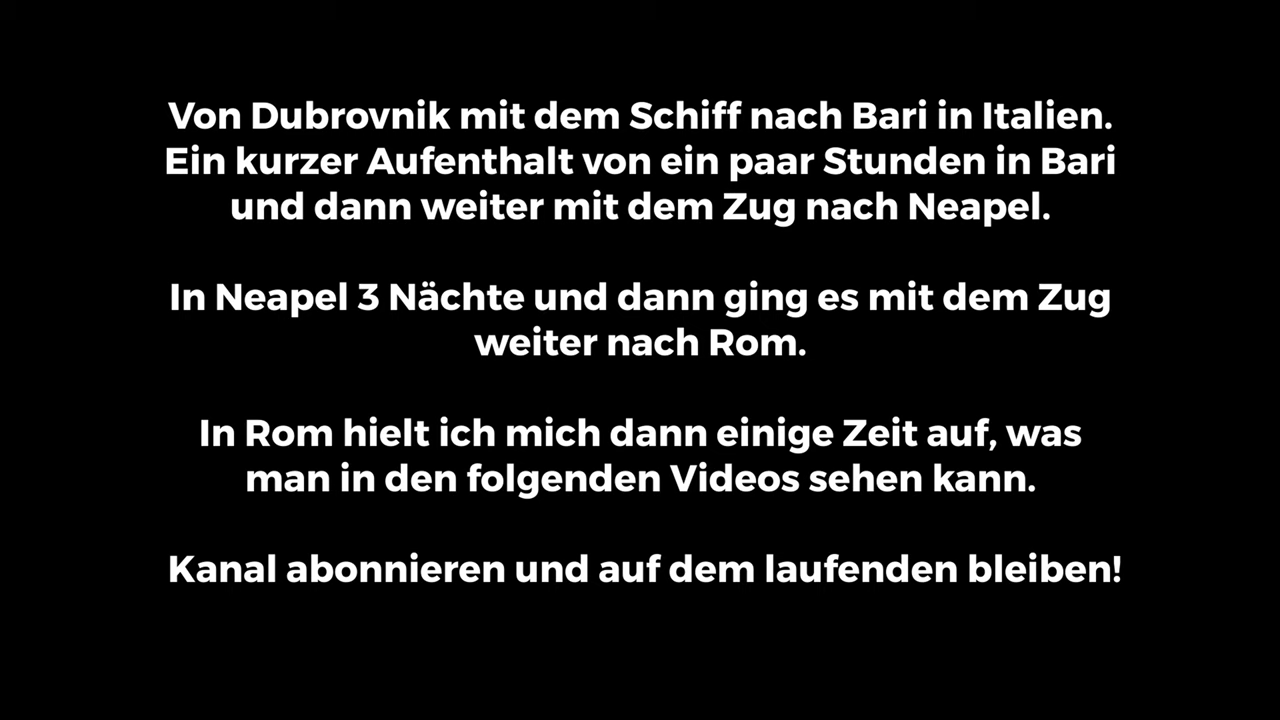 Von Dubrovnik mit dem Schiff nach Bari in Italien.
Ein kurzer Aufenthalt von ein paar Stunden in Bari
und dann weiter mit dem Zug nach Neapel.
In Neapel 3 Nächte und dann ging es mit dem Zug
weiter nach Rom.
In Rom hielt ich mich dann einige Zeit auf, was
man in den folgenden Videos sehen kann.
Kanal abonnieren und auf dem laufenden bleiben!